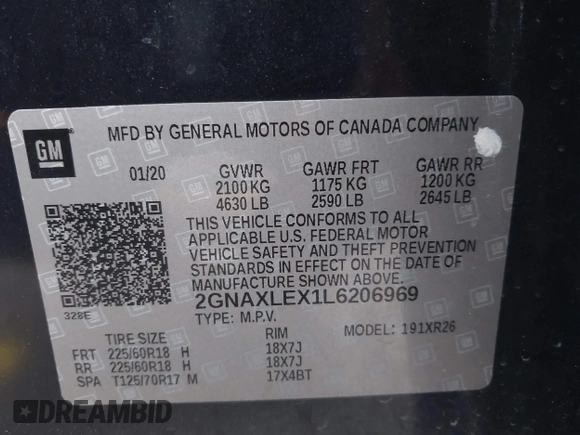 GM
MFD BY GENERAL MOTORS OF CANADA COMPANY
01/20 GVWR GAWR FRT GAWR RR
2100 KG 1175 KG 1200 KG
4630 LB 2590 LB 2645 LB
THIS VEHICLE CONFORMS TO ALL
APPLICABLE U.S. FEDERAL MOTOR
VEHICLE SAFETY AND THEFT PREVENTION
STANDARDS IN EFFECT ON THE DATE OF
MANUFACTURE SHOWN ABOVE.
2GNAXLEX1L6206969
328E
TYPE: M.P.V.
MODEL: 191XR26
TIRE SIZE RIM
FRT 225/60R18 H 18X7J
RR 225/60R18 H 18X7J
SPA T125/70R17 M 17X4BT
DREAMBID